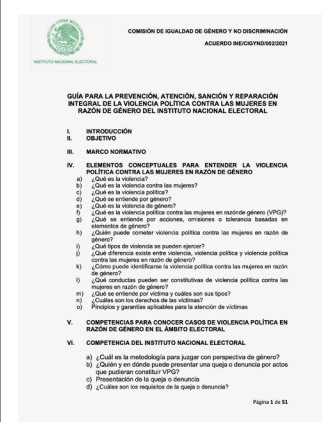 COMISIÓN DE IGUALDAD DE GÉNERO Y NO DISCRIMINACIÓN
ACUERDO INE/CIGYND/002/2021
INSTITUTO NACIONAL ELECTORAL
GUÍA PARA LA PREVENCIÓN, ATENCIÓN, SANCIÓN Y REPARACIÓN
INTEGRAL DE LA VIOLENCIA POLÍTICA CONTRA LAS MUJERES EN
RAZÓN DE GÉNERO DEL INSTITUTO NACIONAL ELECTORAL
I. INTRODUCCIÓN
II. OBJETIVO
III. MARCO NORMATIVO
IV. ELEMENTOS CONCEPTUALES PARA ENTENDER LA VIOLENCIA
POLÍTICA CONTRA LAS MUJERES EN RAZÓN DE GÉNERO
a) ¿Qué es la violencia?
b) ¿Qué es la violencia contra las mujeres?
c) ¿Qué es la violencia política?
d) ¿Qué se entiende por género?
e) ¿Qué es la violencia de género?
f) ¿Qué es la violencia política contra las mujeres en razónde género (VPG)?
g) ¿Qué se entiende por acciones, omisiones o tolerancia basadas en
elementos de género?
h) ¿Quién puede cometer violencia política contra las mujeres en razón de
género?
i) ¿Qué tipos de violencia se pueden ejercer?
j) ¿Qué diferencia existe entre violencia, violencia política y violencia política
contra las mujeres en razón de género?
k) ¿Cómo puede identificarse la violencia política contra las mujeres en razón
de género?
l) ¿Qué conductas pueden ser constitutivas de violencia política contra las
mujeres en razón de género?
m) ¿Qué se entiende por víctima y cuáles son sus tipos?
n) ¿Cuáles son los derechos de las víctimas?
o) Pincipios y garantías aplicables para la atención de víctimas
V. COMPETENCIAS PARA CONOCER CASOS DE VIOLENCIA POLÍTICA EN
RAZÓN DE GÉNERO EN EL ÁMBITO ELECTORAL
VI. COMPETENCIA DEL INSTITUTO NACIONAL ELECTORAL
a) ¿Cuál es la metodología para juzgar con perspectiva de género?
b) ¿Quién y en dónde puede presentar una queja o denuncia por actos
que pudieran constituir VPG?
c) Presentación de la queja o denuncia
d) ¿Cuáles son los requisitos de la queja o denuncia?
Página 1 de 51